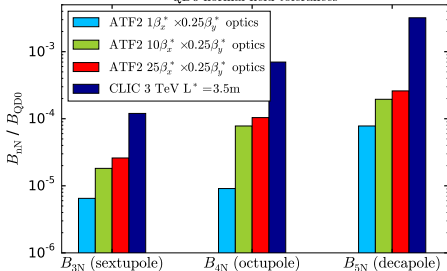 ATF2 1β*x ×0.25β*y optics
ATF2 10β*x ×0.25β*y optics
ATF2 25β*x ×0.25β*y optics
CLIC 3 TeV L* =3.5m
10-3
10-4
10-5
10-6
BnN / BQD0
B3N (sextupole) B4N (octupole) B5N (decapole)